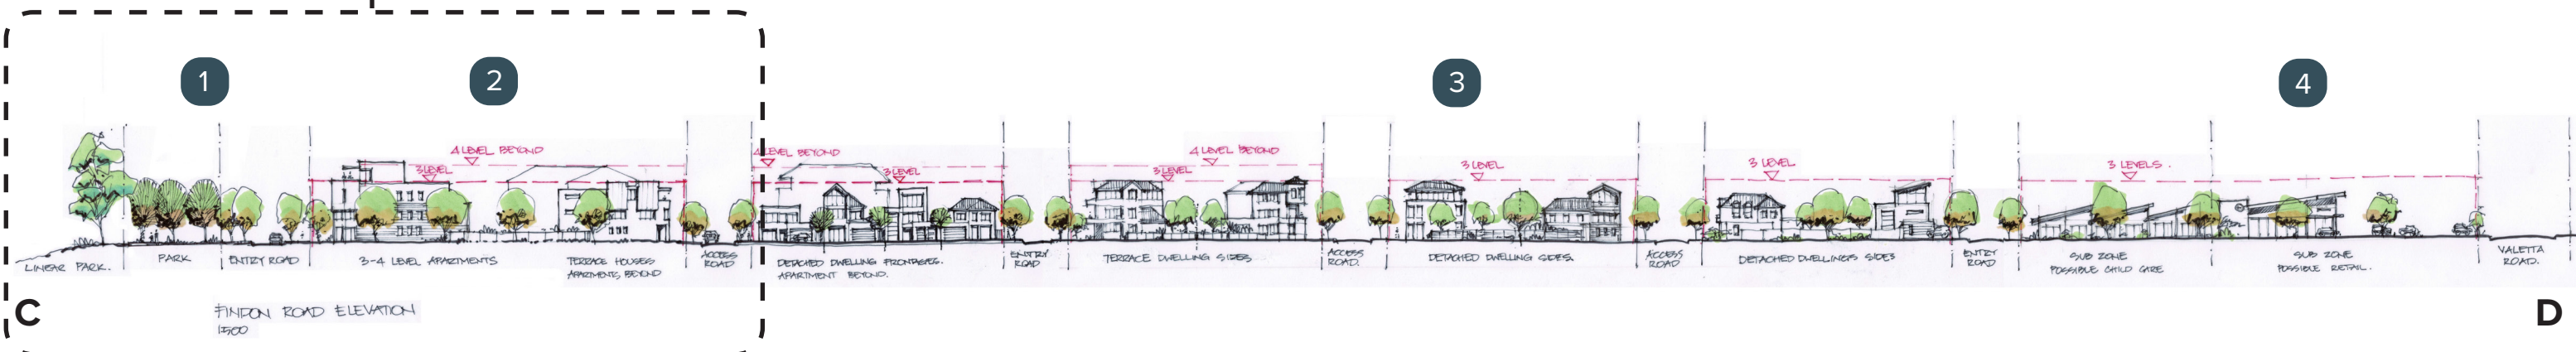 1
2
3
4
4 LEVEL BEYOND
3 LEVEL
4 LEVEL BEYOND
3 LEVEL
4 LEVEL BEYOND
3 LEVEL
3 LEVEL
3 LEVEL
3 LEVELS.
LINEAR PARK.
PARK
ENTRY ROAD
3-4 LEVEL APARTMENTS
TERRACE HOUSES
APARTMENTS BEYOND
ACCESS
ROAD
DETACHED DWELLING FRONTAGES.
APARTMENT BEYOND.
ENTRY
ROAD
TERRACE DWELLING SIDES
ACCESS
ROAD.
DETACHED DWELLING SIDES.
ACCESS
ROAD
DETACHED DWELLINGS SIDES
ENTRY
ROAD
SUB ZONE
POSSIBLE CHILD CARE
SUB ZONE
POSSIBLE RETAIL.
VALETTA
ROAD.
C
FINDON ROAD ELEVATION
1:500
D